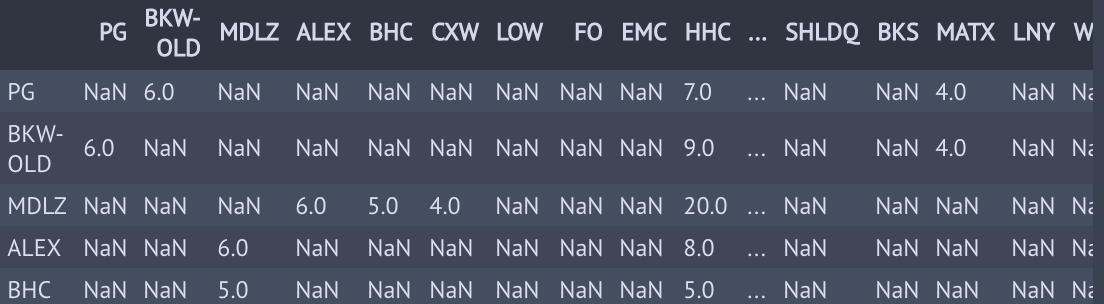 PG BKW-OLD MDLZ ALEX BHC CXW LOW FO EMC HHC ... SHLDQ BKS MATX LNY W
PG NaN 6.0 NaN NaN NaN NaN NaN NaN NaN 7.0 ... NaN NaN 4.0 NaN Na
BKW-OLD 6.0 NaN NaN NaN NaN NaN NaN NaN NaN 9.0 ... NaN NaN 4.0 NaN Na
MDLZ NaN NaN NaN 6.0 5.0 4.0 NaN NaN NaN 20.0 ... NaN NaN NaN NaN Na
ALEX NaN NaN 6.0 NaN NaN NaN NaN NaN NaN 8.0 ... NaN NaN NaN NaN Na
BHC NaN NaN 5.0 NaN NaN NaN NaN NaN NaN 5.0 ... NaN NaN NaN NaN Na